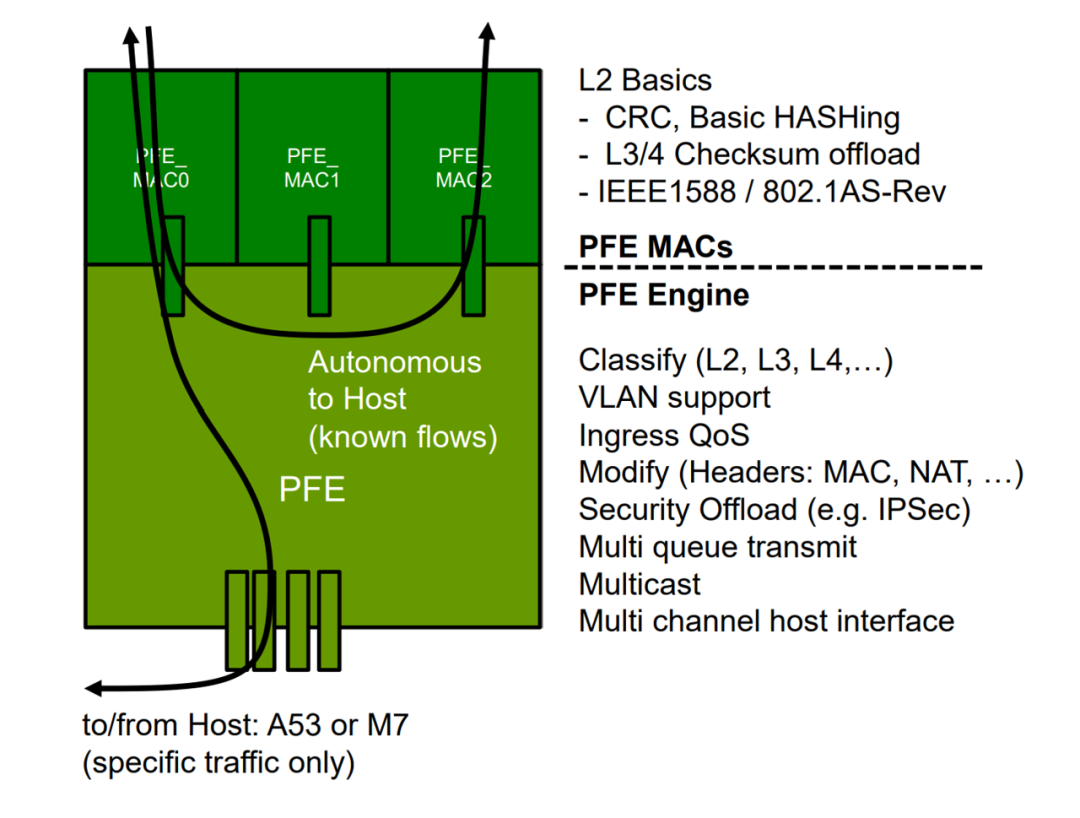 PFE_
MAC0
PFE_
MAC1
PFE_
MAC2
Autonomous
to Host
(known flows)
PFE
to/from Host: A53 or M7
(specific traffic only)
L2 Basics
- CRC, Basic HASHing
- L3/4 Checksum offload
- IEEE1588 / 802.1AS-Rev
PFE MACs
PFE Engine
Classify (L2, L3, L4,…)
VLAN support
Ingress QoS
Modify (Headers: MAC, NAT, …)
Security Offload (e.g. IPSec)
Multi queue transmit
Multicast
Multi channel host interface